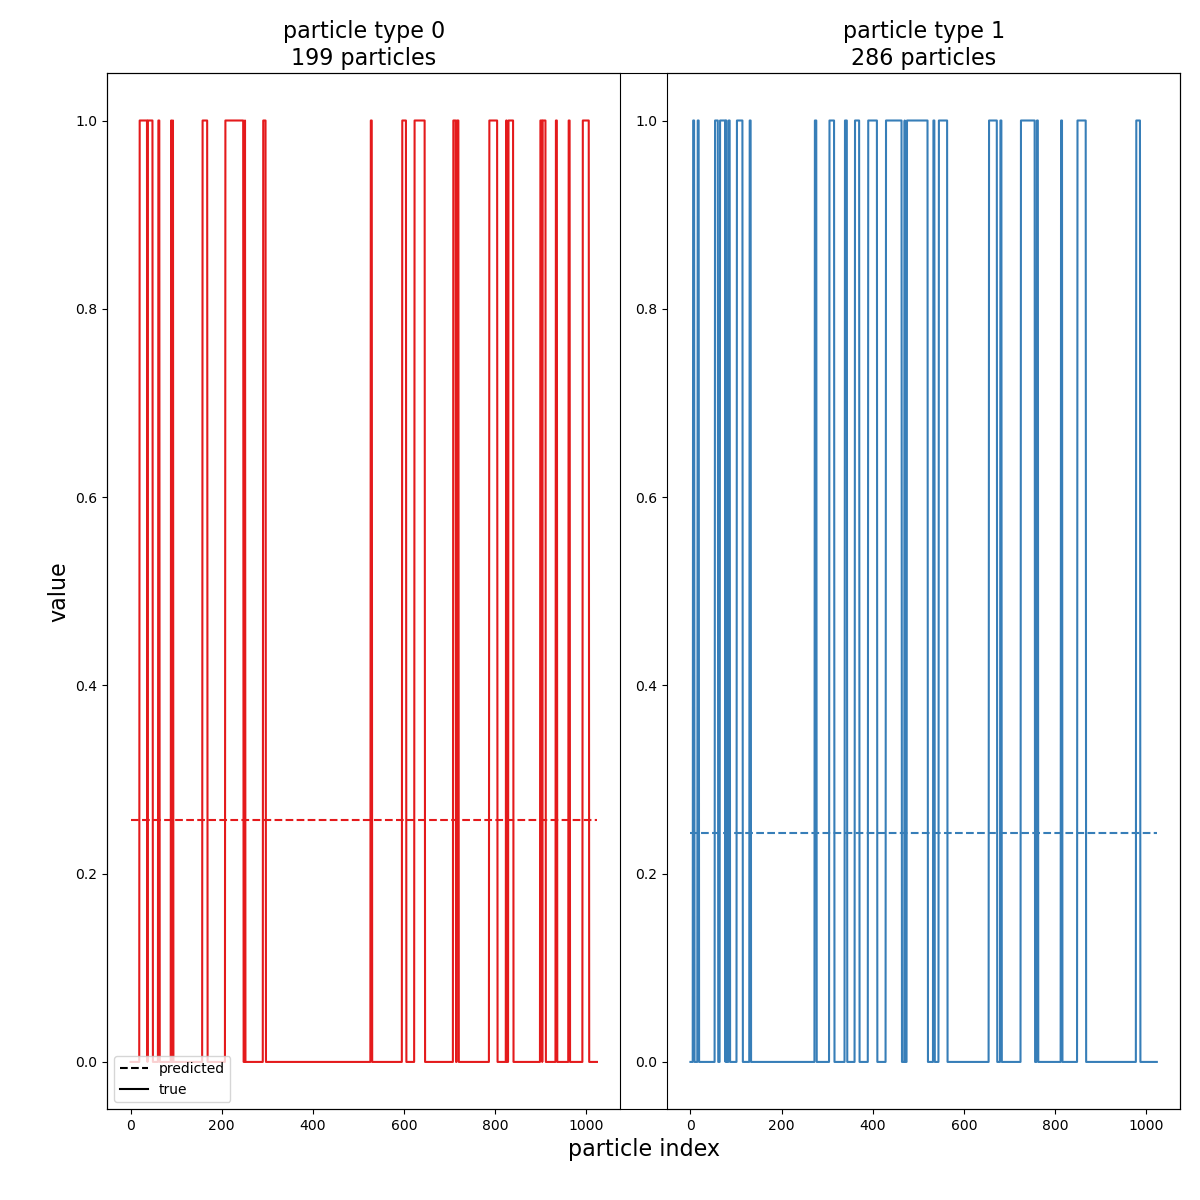 particle type 0
199 particles
particle type 1
286 particles
1.0
0.8
0.6
0.4
0.2
0.0
1.0
0.8
0.6
0.4
0.2
0.0
value
predicted
true
0 200 400 600 800 1000
0 200 400 600 800 1000
particle index